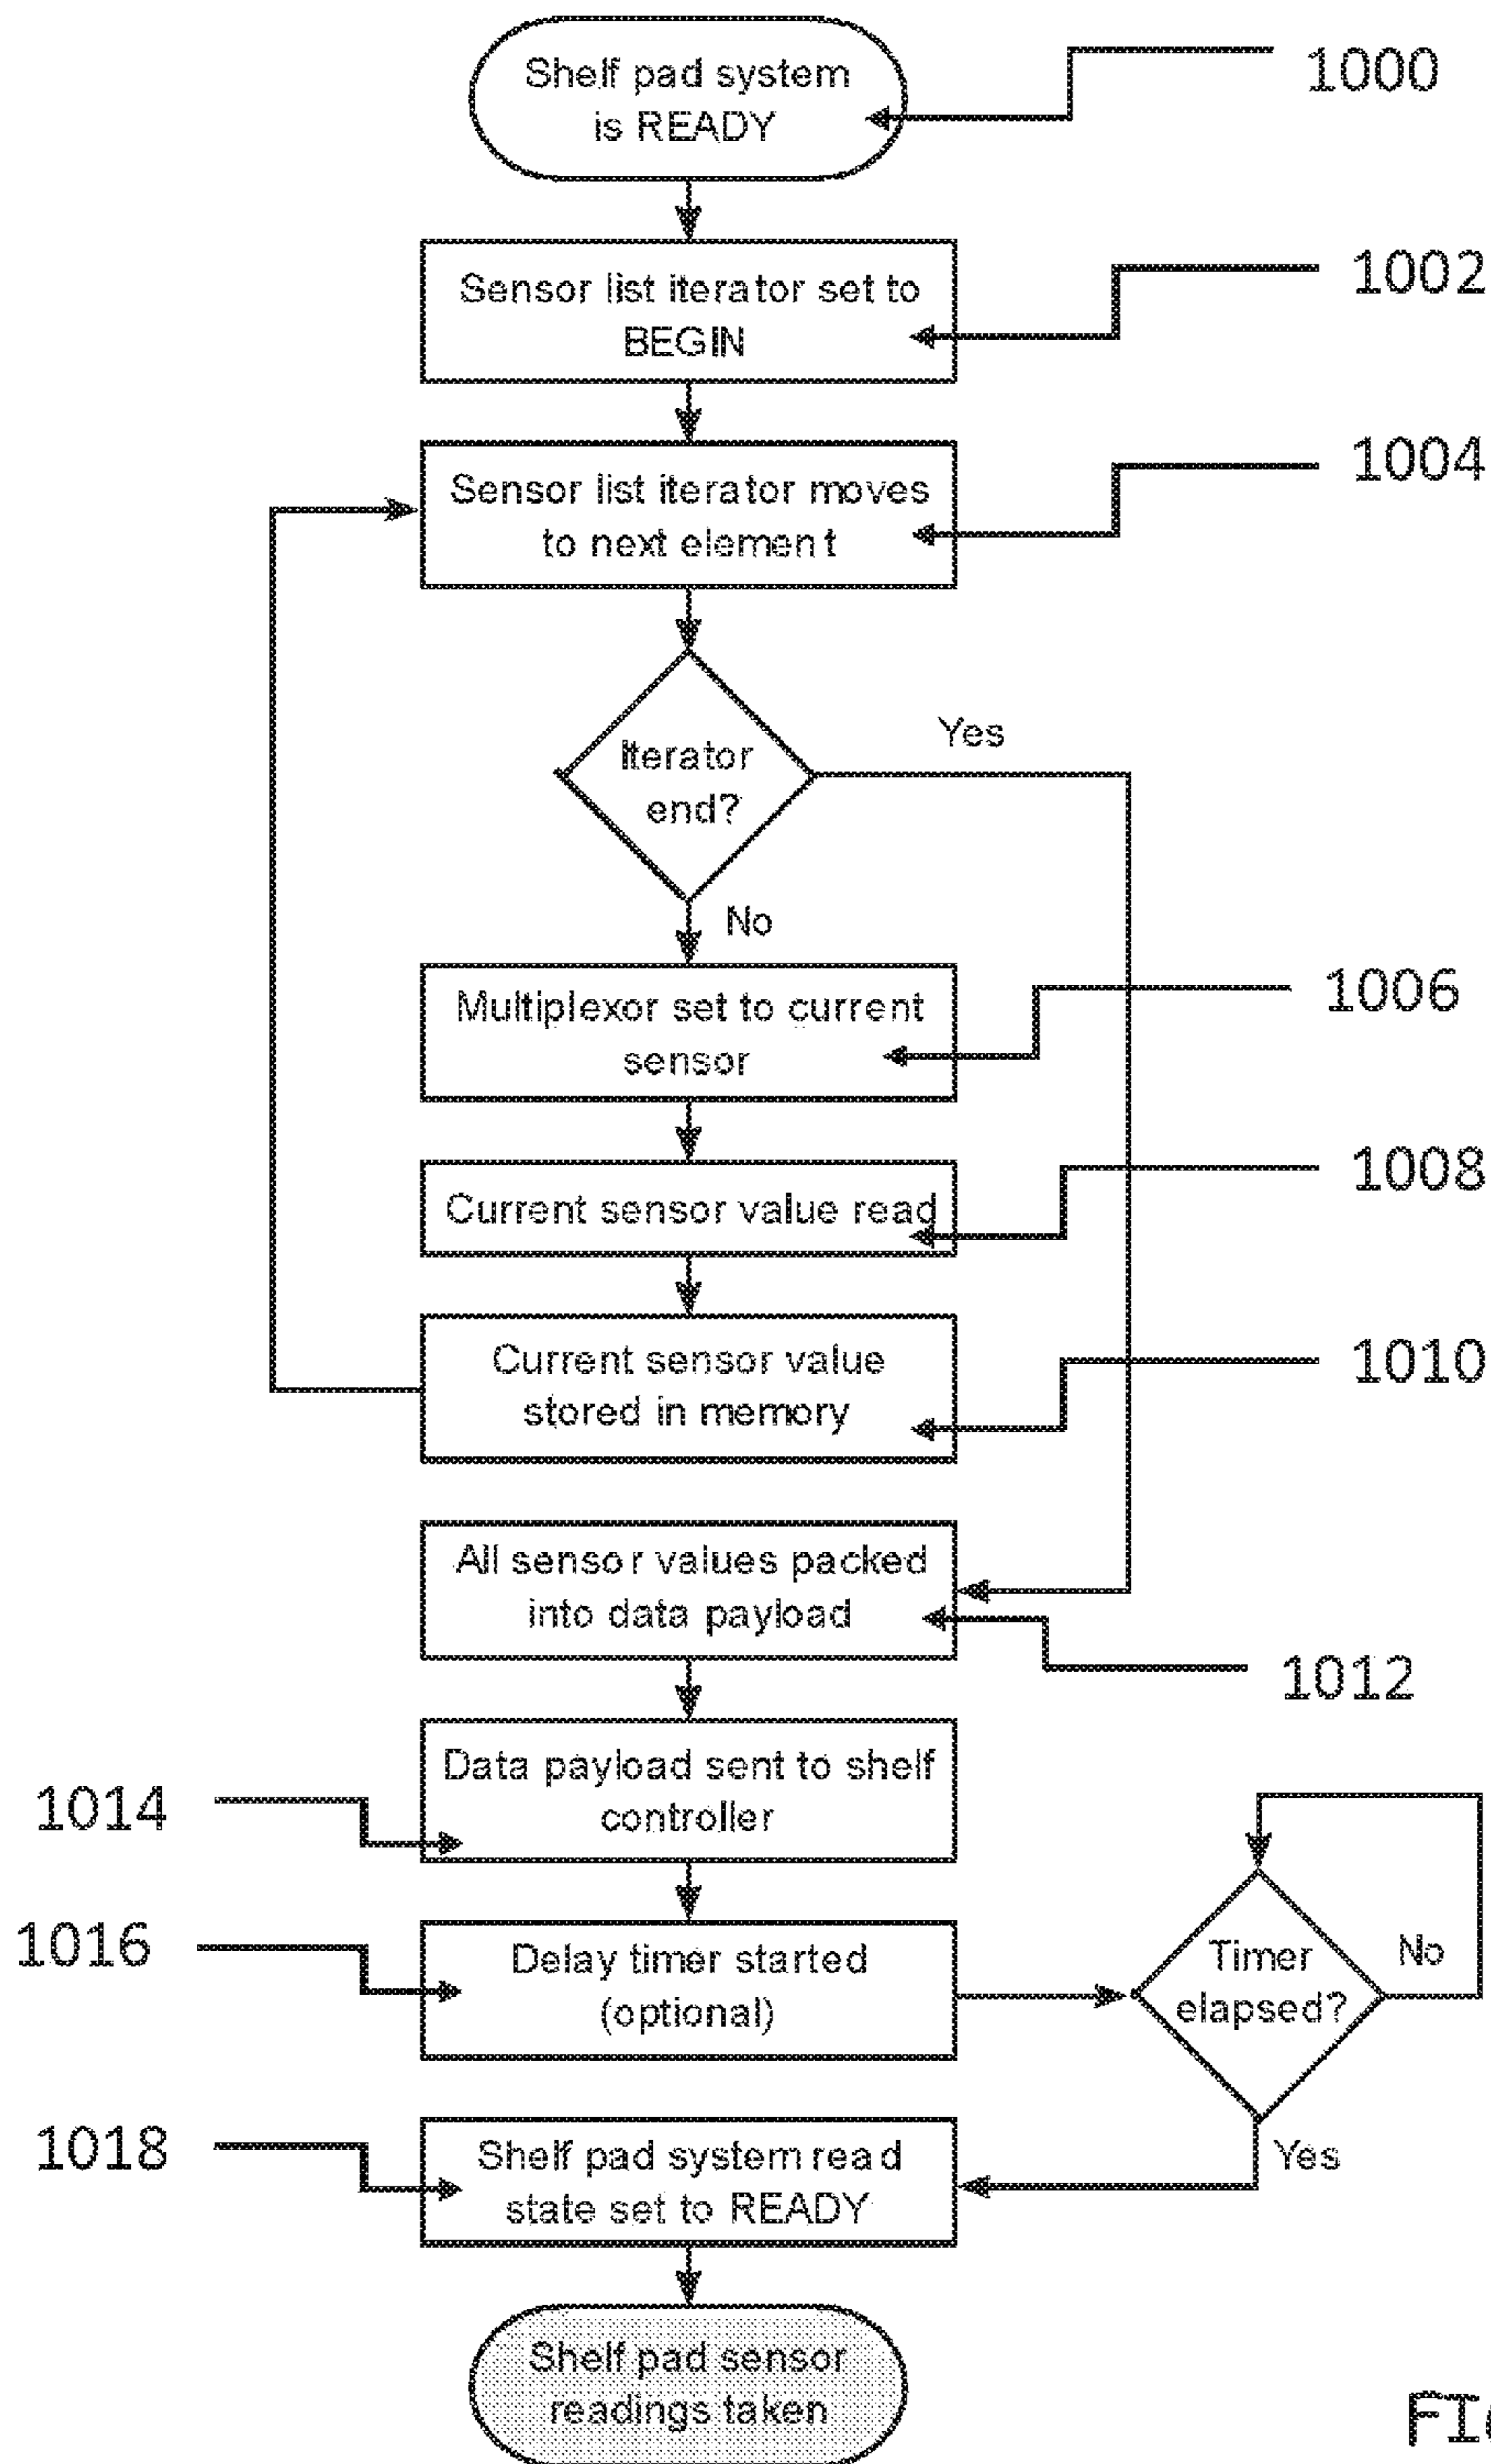 Shelf pad system
is READY
1000
Sensor list iterator set to
BEGIN
1002
Sensor list iterator moves
to next element
1004
Iterator
end?
Yes
No
Multiplexor set to current
sensor
1006
Current sensor value read
1008
Current sensor value
stored in memory
1010
All sensor values packed
into data payload
1012
Data payload sent to shelf
controller
1014
Delay timer started
(optional)
1016
Timer
elapsed?
No
Yes
Shelf pad system read
state set to READY
1018
Shelf pad sensor
readings taken